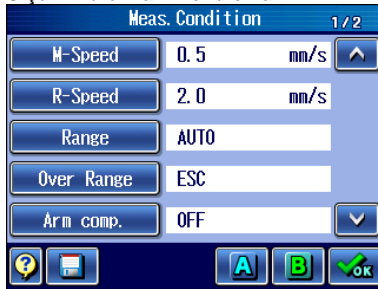 Meas. Condition 1/2
M-Speed 0.5 mm/s
R-Speed 2.0 mm/s
Range AUTO
Over Range ESC
Arm comp. OFF
? A B OK